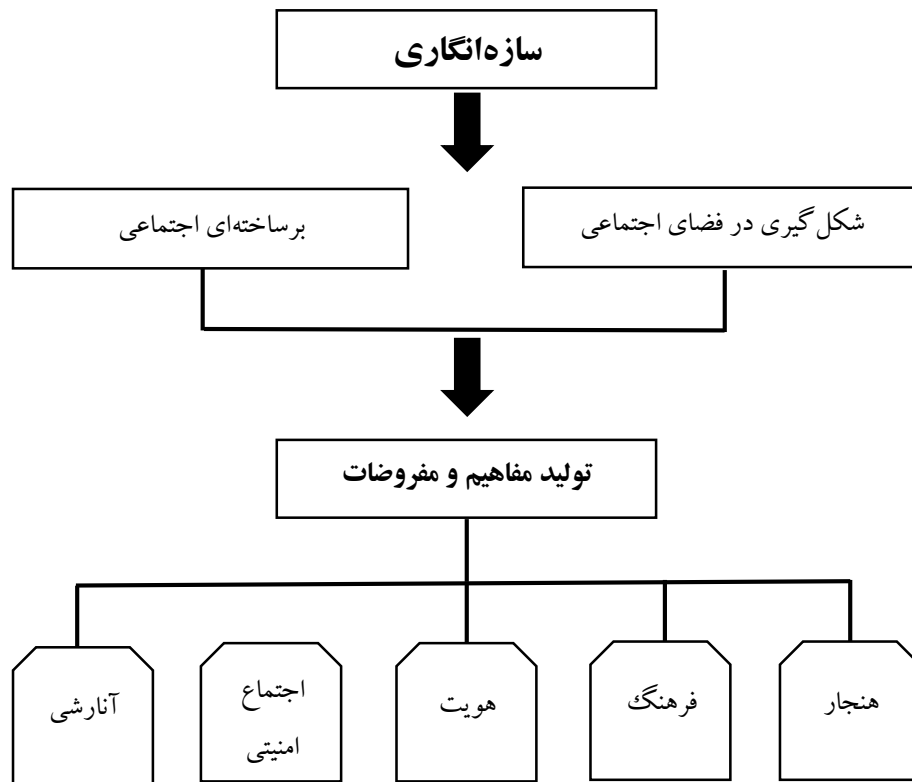 سازه‌انگاری
شکل‌گیری در فضای اجتماعی
برساخته‌ای اجتماعی
تولید مفاهیم و مفروضات
هنجار
فرهنگ
هویت
اجتماع
امنیتی
آنارشی